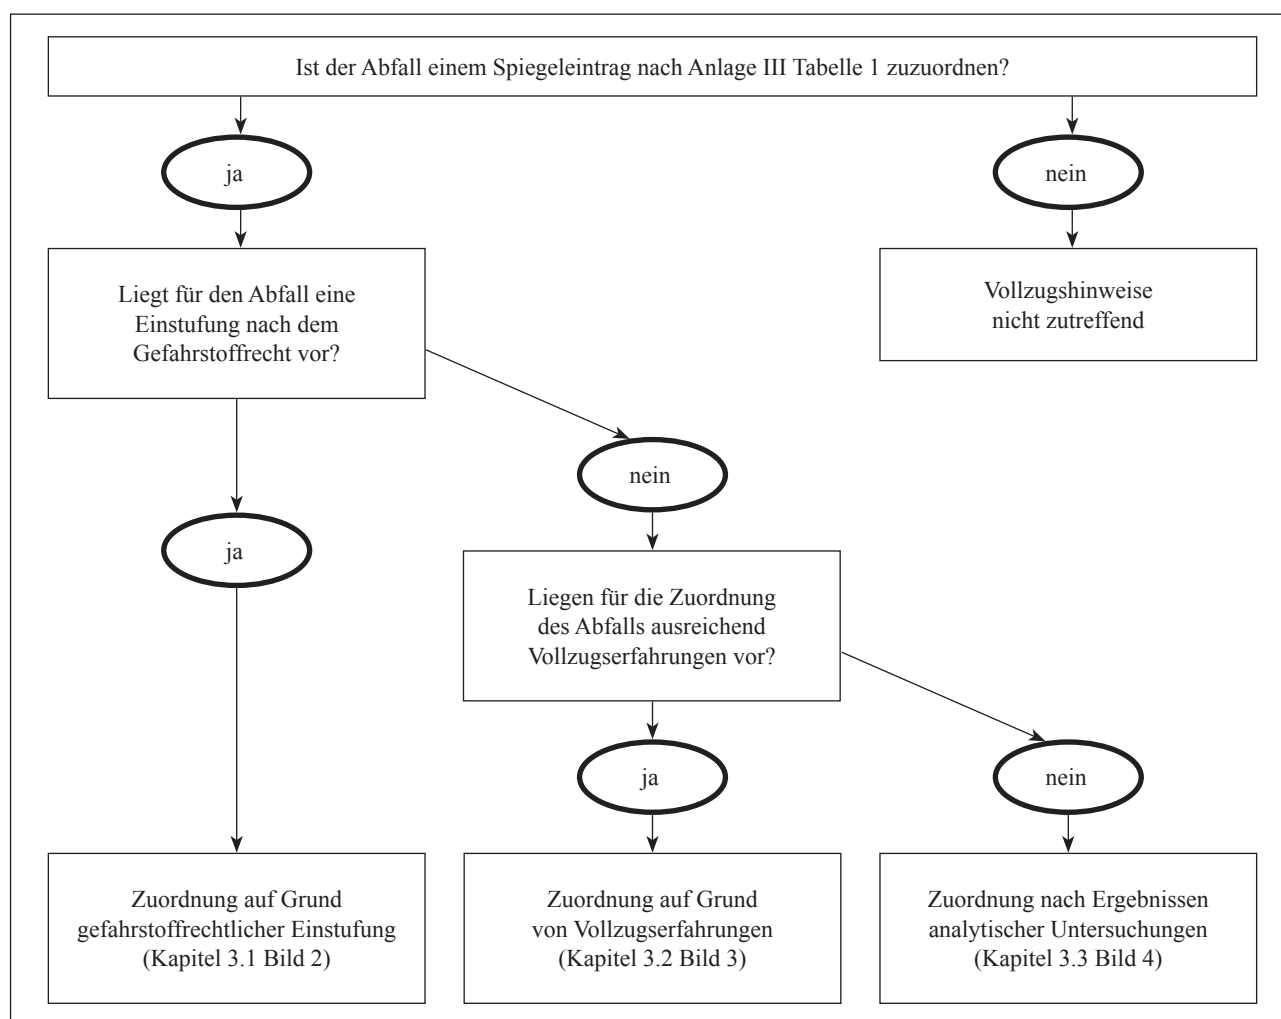 Ist der Abfall einem Spiegeleintrag nach Anlage III Tabelle 1 zuzuordnen?
ja
nein
Liegt für den Abfall eine
Einstufung nach dem
Gefahrstoffrecht vor?
Vollzugshinweise
nicht zutreffend
nein
ja
Liegen für die Zuordnung
des Abfalls ausreichend
Vollzugserfahrungen vor?
ja
nein
Zuordnung auf Grund
gefahrstoffrechtlicher Einstufung
(Kapitel 3.1 Bild 2)
Zuordnung auf Grund
von Vollzugserfahrungen
(Kapitel 3.2 Bild 3)
Zuordnung nach Ergebnissen
analytischer Untersuchungen
(Kapitel 3.3 Bild 4)